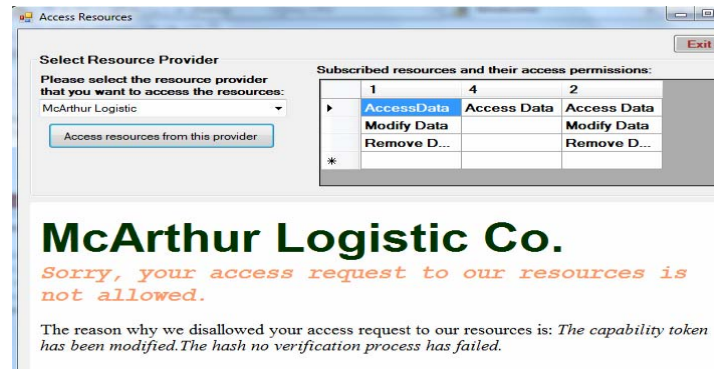 Access Resources
Exit
Select Resource Provider
Please select the resource provider
that you want to access the resources:
McArthur Logistic
Access resources from this provider
Subscribed resources and their access permissions:
1 4 2
AccessData Access Data Access Data
Modify Data Modify Data
Remove D... Remove D...
McArthur Logistic Co.
Sorry, your access request to our resources is
not allowed.
The reason why we disallowed your access request to our resources is: The capability token
has been modified.The hash no verification process has failed.